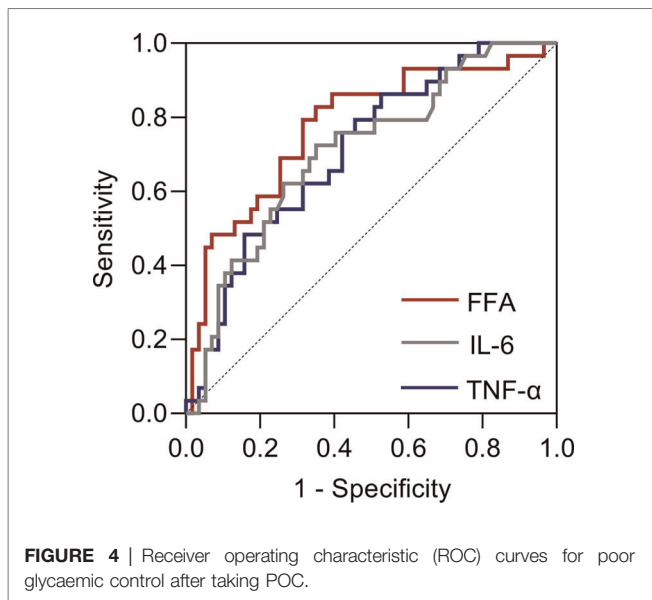 1.0
0.8
0.6
0.4
0.2
0.0
Sensitivity
FFA
IL-6
TNF-α
0.0 0.2 0.4 0.6 0.8 1.0
1 - Specificity
FIGURE 4 | Receiver operating characteristic (ROC) curves for poor
glycaemic control after taking POC.